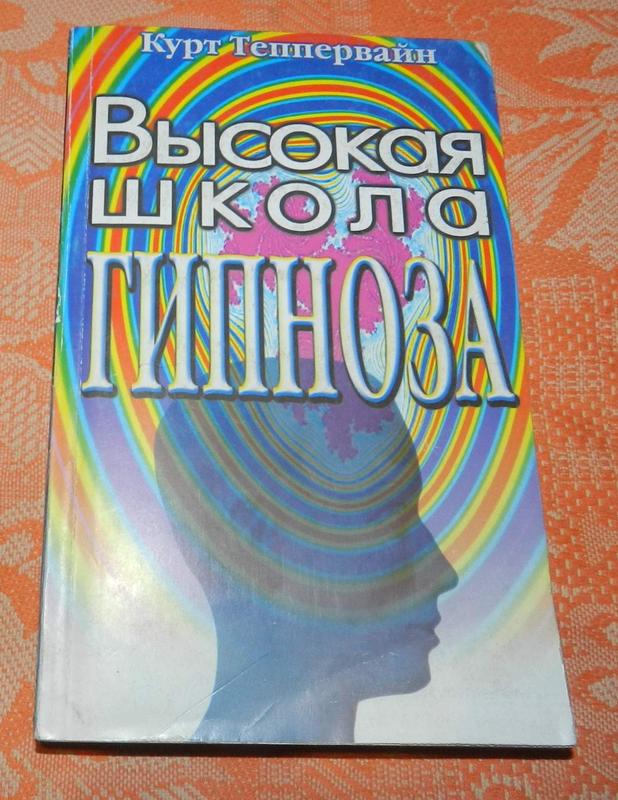 Курт Теппервайн
Высокая
школа
ГИПНОЗА